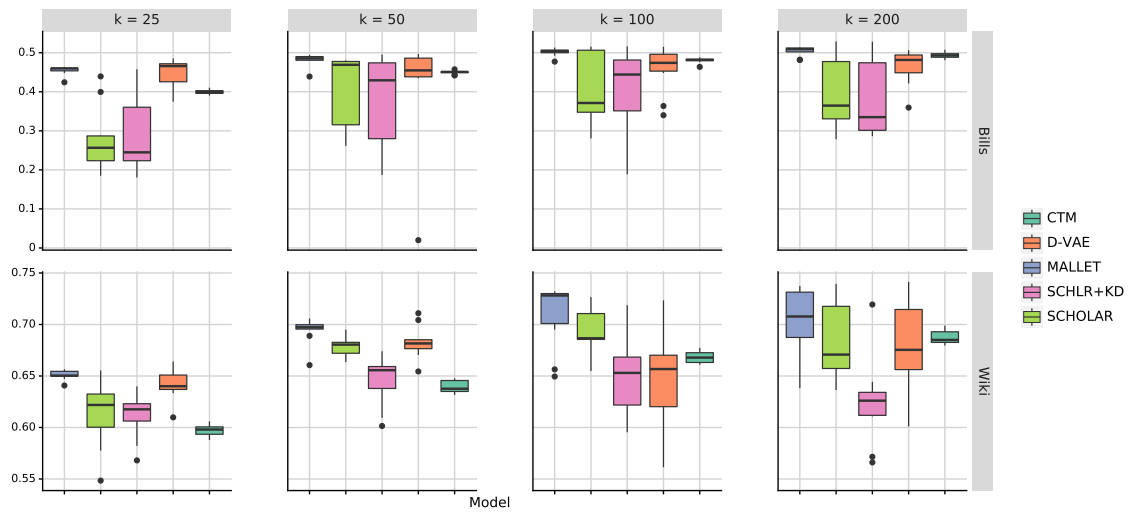 k = 25
k = 50
k = 100
k = 200
0.5
0.4
0.3
0.2
0.1
0
Bills
0.75
0.70
0.65
0.60
0.55
Wiki
Model
CTM
D-VAE
MALLET
SCHLR+KD
SCHOLAR